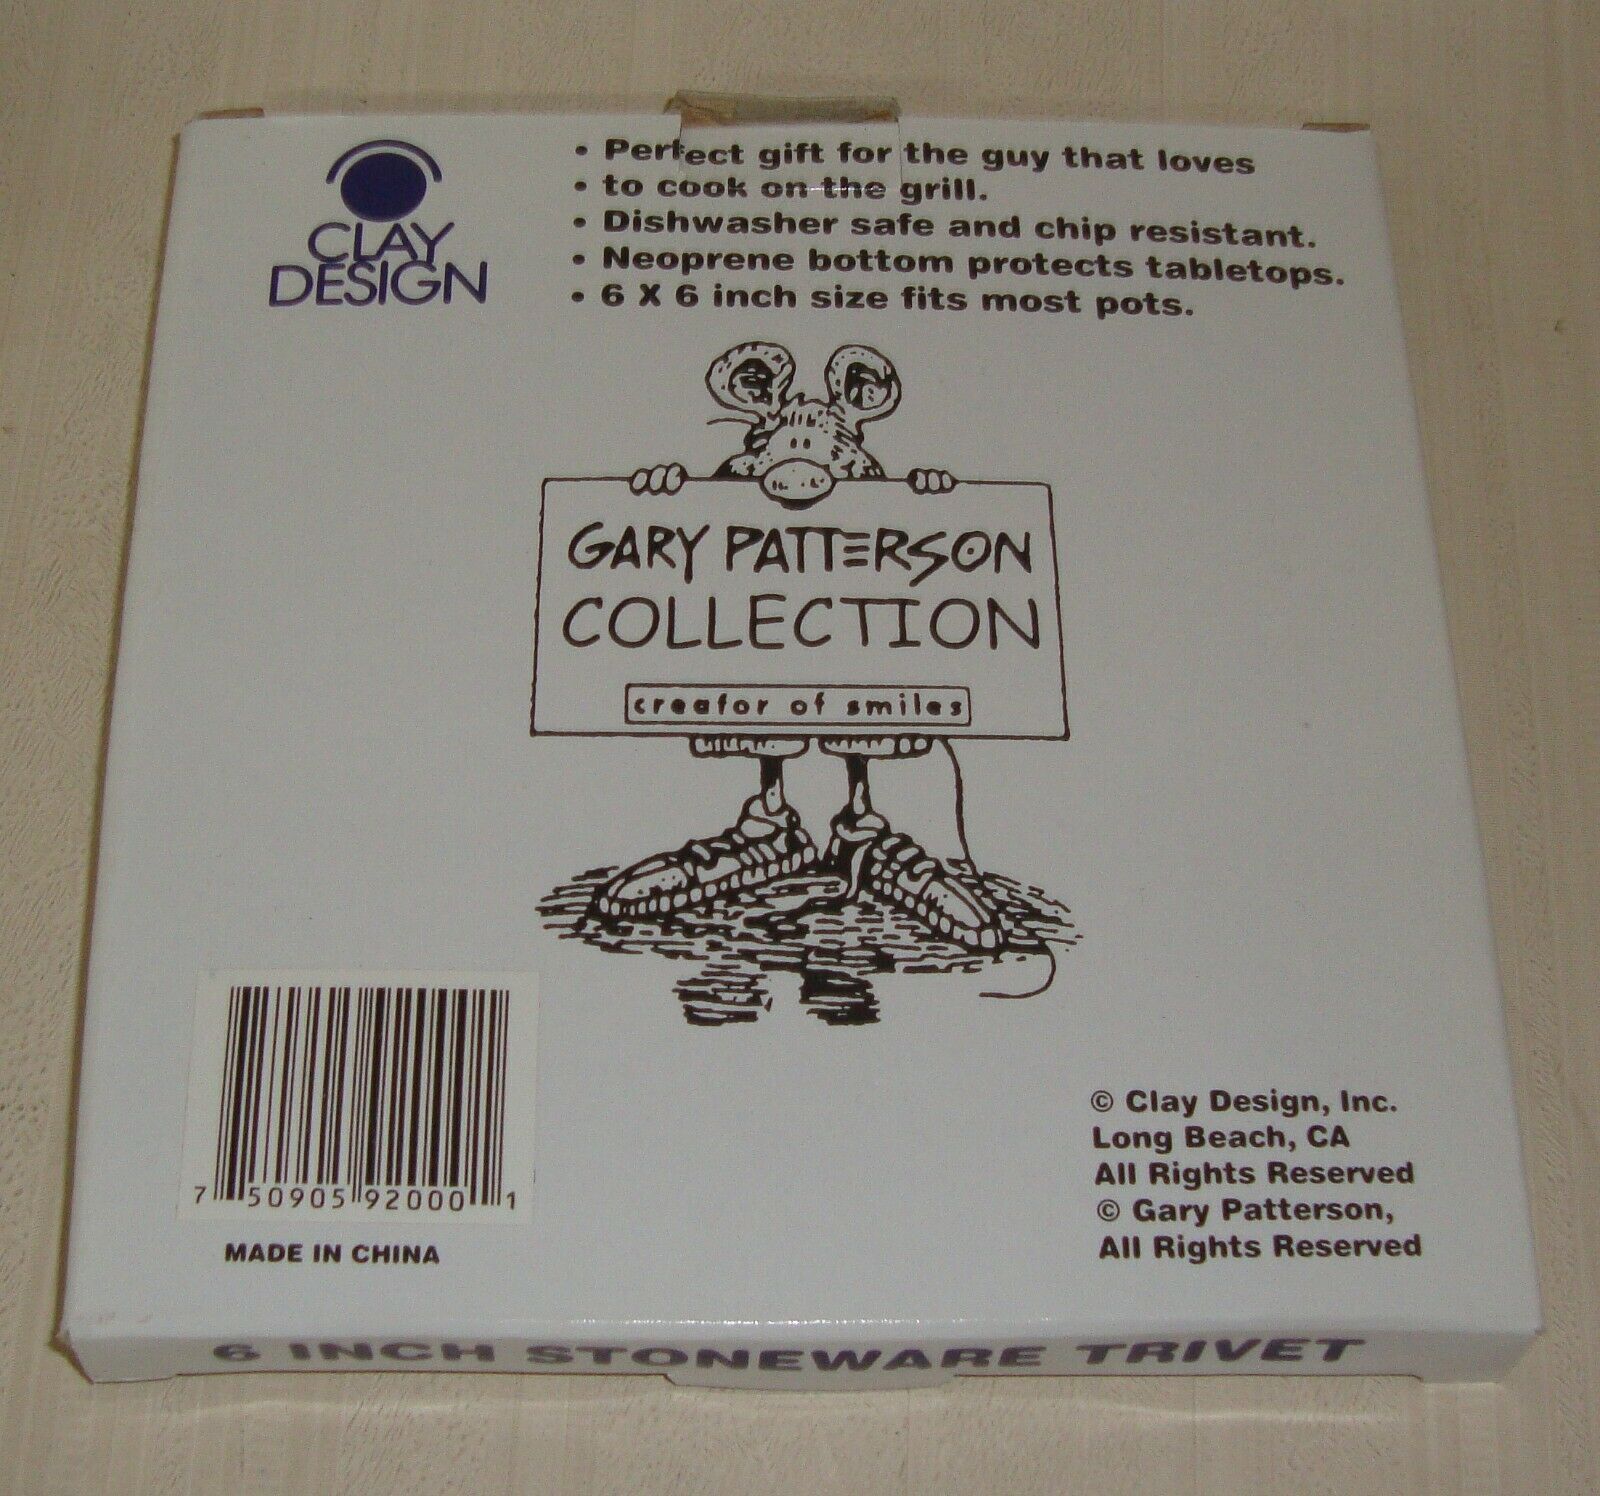 CLAY
DESIGN
• Perfect gift for the guy that loves
• to cook on the grill.
• Dishwasher safe and chip resistant.
• Neoprene bottom protects tabletops.
• 6 X 6 inch size fits most pots.
GARY PATTERSON
COLLECTION
creator of smiles
7 50905 92000 1
MADE IN CHINA
© Clay Design, Inc.
Long Beach, CA
All Rights Reserved
© Gary Patterson,
All Rights Reserved
6 INCH STONEWARE TRIVET